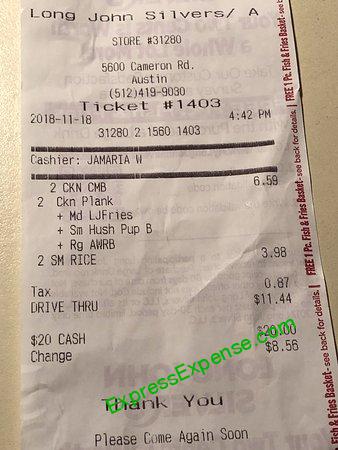 Long John Silvers/ A
STORE #31280
5600 Cameron Rd.
Austin
(512)419-9030
Ticket #1403
2018-11-18 4:42 PM
31280 2 1560 1403
Cashier: JAMARIA W
2 CKN CMB 6.59
2 Ckn Plank
+ Md LJFries
+ Sm Hush Pup B
+ Rg AWRB
2 SM RICE 3.98
Tax 0.87
DRIVE THRU $11.44
$20 CASH $20.00
Change $8.56
ExpressExpense.com
Thank You
Please Come Again Soon
FREE 1 Pc. Fish & Fries Basket - see back for details. |
FREE 1 Pc. Fish & Fries Basket - see back for details. |
Fish & Fries Basket - see back for details. |